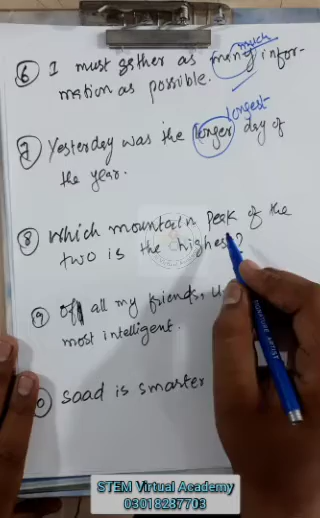 much
⑥ I must gather as many infor-
mation as possible.
longest
⑦ Yesterday was the longer day of
the year.
⑧ Which mountain peak of the
two is the highest?
⑨ Of all my friends,
most intelligent.
Saad is smarter
SIGNATURE
STEM Virtual Academy
03018287703